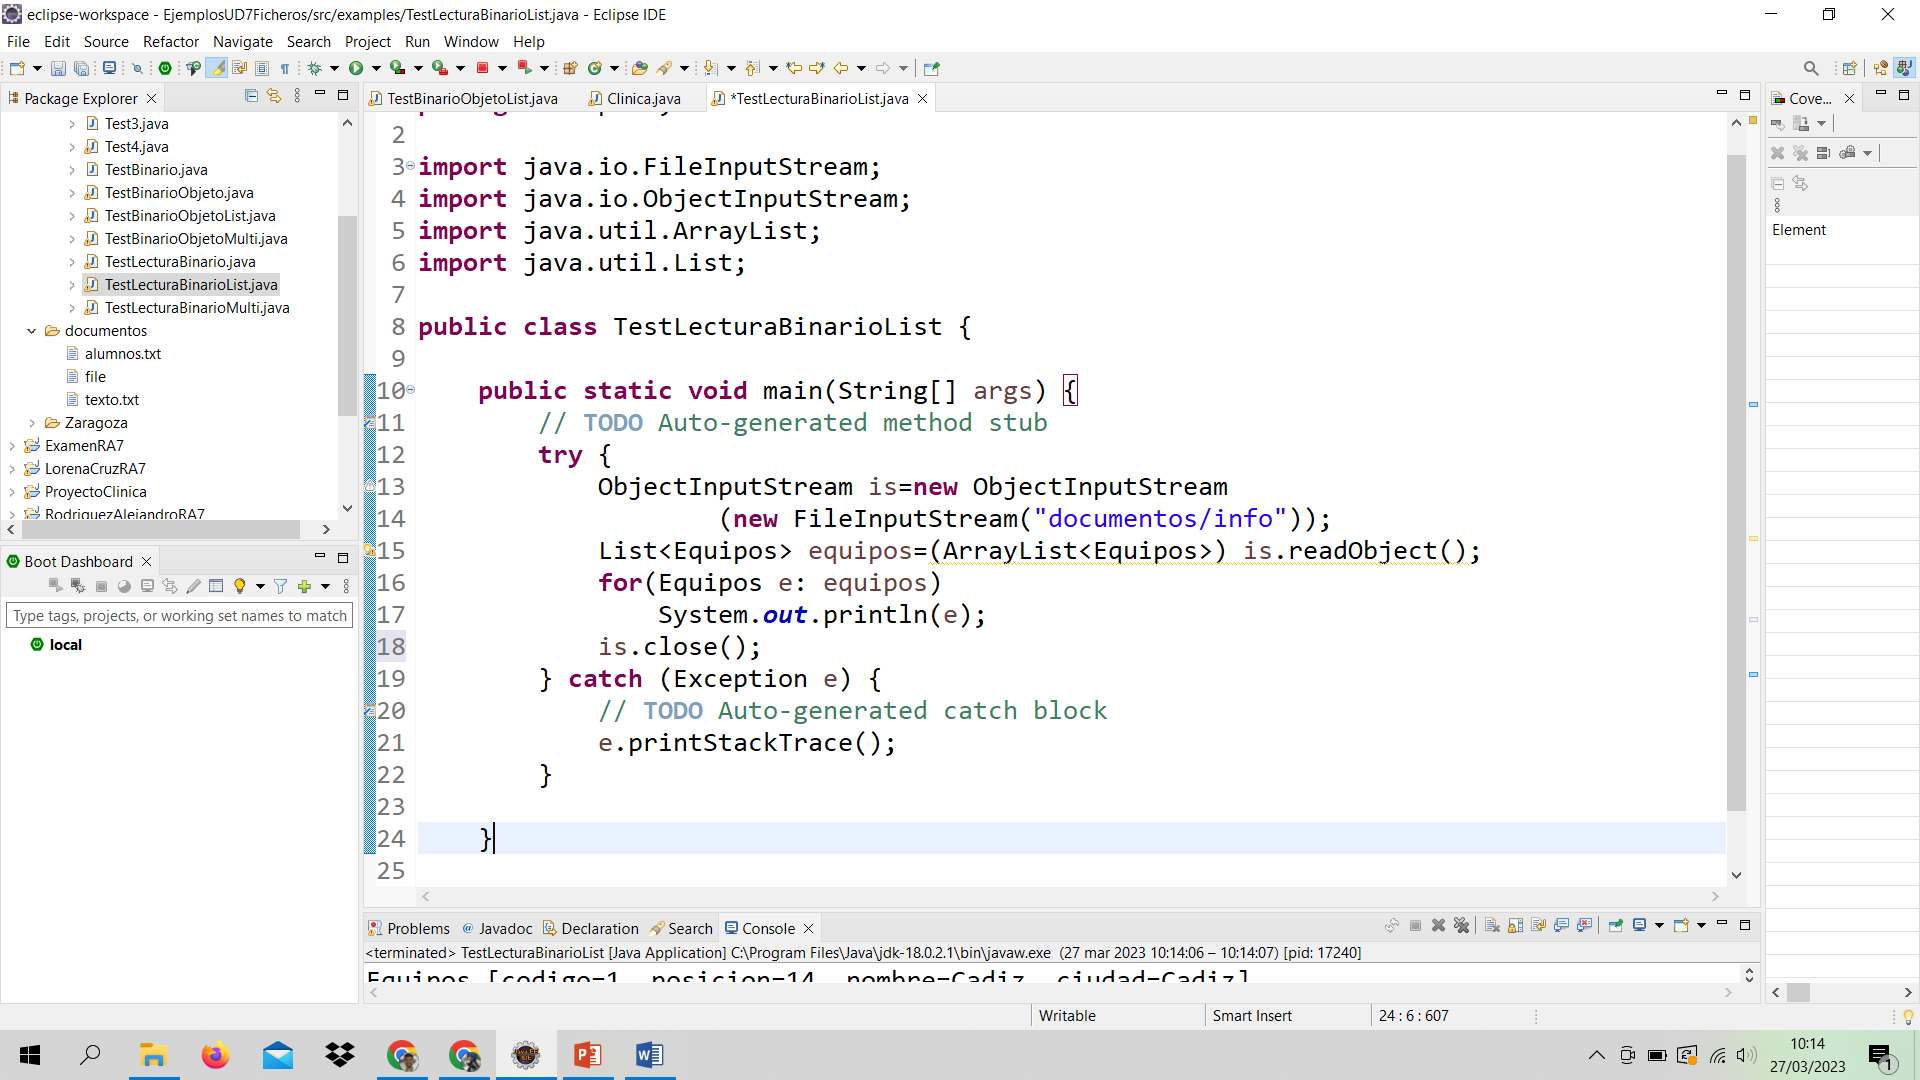 eclipse-workspace - EjemplosUD7Ficheros/src/examples/TestLecturaBinarioList.java - Eclipse IDE
File Edit Source Refactor Navigate Search Project Run Window Help
Package Explorer
Test3.java
Test4.java
TestBinario.java
TestBinarioObjeto.java
TestBinarioObjetoList.java
TestBinarioObjetoMulti.java
TestLecturaBinario.java
TestLecturaBinarioList.java
TestLecturaBinarioMulti.java
documentos
alumnos.txt
file
texto.txt
Zaragoza
ExamenRA7
LorenaCruzRA7
ProyectoClinica
RodriguezAlejandroRA7
Boot Dashboard
Type tags, projects, or working set names to match
local
TestBinarioObjetoList.java Clinica.java *TestLecturaBinarioList.java
2
3 import java.io.FileInputStream;
4 import java.io.ObjectInputStream;
5 import java.util.ArrayList;
6 import java.util.List;
7
8 public class TestLecturaBinarioList {
9
10 public static void main(String[] args) {
11 // TODO Auto-generated method stub
12 try {
13 ObjectInputStream is=new ObjectInputStream
14 (new FileInputStream("documentos/info"));
15 List<Equipos> equipos=(ArrayList<Equipos>) is.readObject();
16 for(Equipos e: equipos)
17 System.out.println(e);
18 is.close();
19 } catch (Exception e) {
20 // TODO Auto-generated catch block
21 e.printStackTrace();
22 }
23
24 }
25
Problems Javadoc Declaration Search Console
<terminated> TestLecturaBinarioList [Java Application] C:\Program Files\Java\jdk-18.0.2.1\bin\javaw.exe (27 mar 2023 10:14:06 – 10:14:07) [pid: 17240]
Equipos [codigo=1, posicion=14, nombre=Cadiz, ciudad=Cadiz]
Cove...
Element
Writable Smart Insert 24 : 6 : 607
10:14
27/03/2023
1